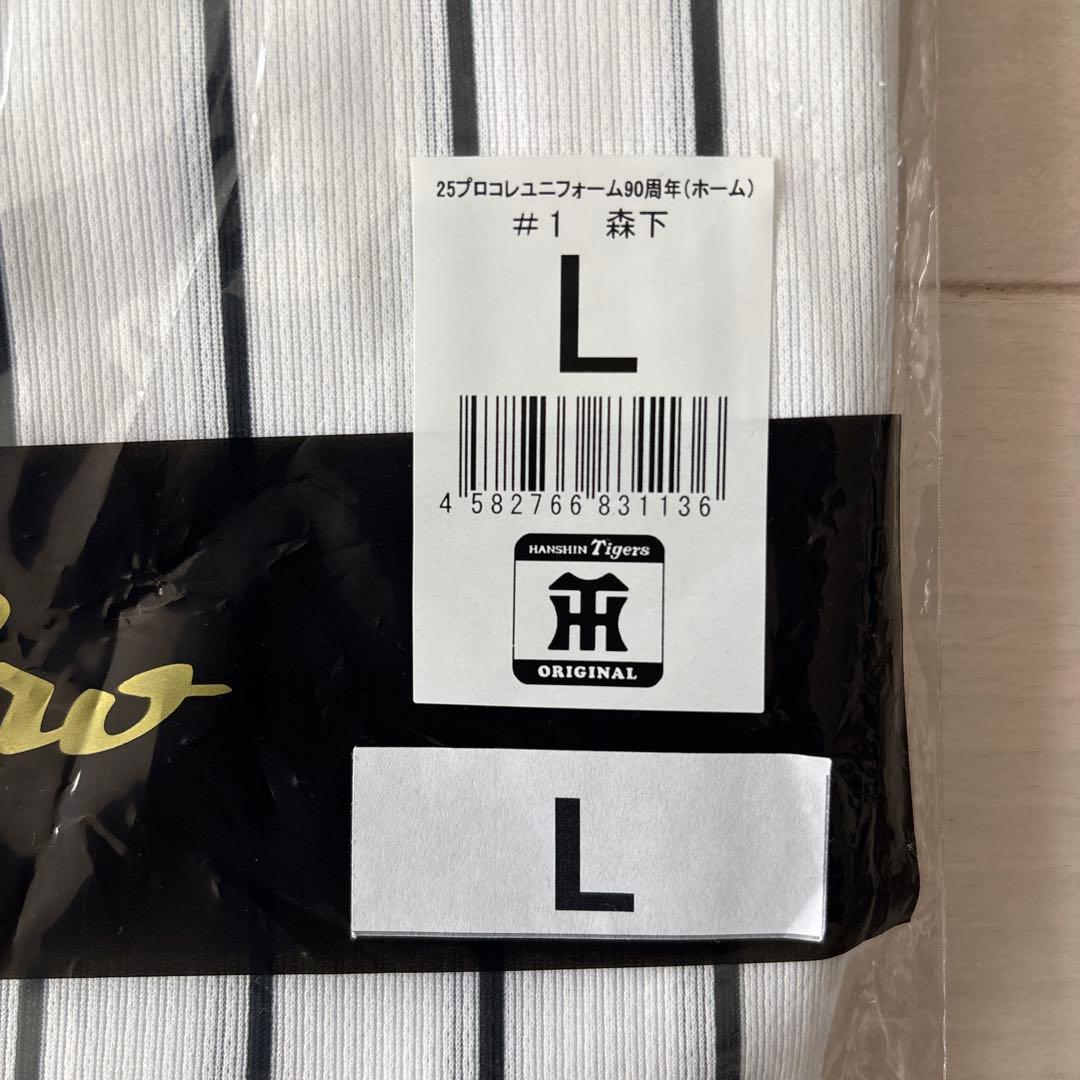 25プロコレユニフォーム90周年(ホーム)
#1 森下
L
4 582766 831136
HANSHIN Tigers
ORIGINAL
L